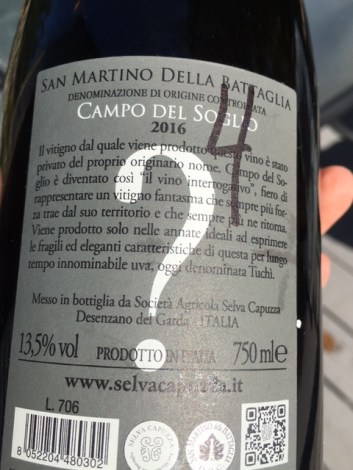 SAN MARTINO DELLA BATTAGLIA
DENOMINAZIONE DI ORIGINE CONTROLLATA
CAMPO DEL SOGLIO
2016
4
Il vitigno dal quale viene prodotto questo vino è stato
privato del proprio originario nome. Campo del So-
glio è diventato così "il vino interrogativo", fiero di
rappresentare un vitigno fantasma che sempre più for-
za trae dal suo territorio e che sempre più ne ritorna.
Viene prodotto solo nelle annate ideali ad esprimere
le fragili ed eleganti caratteristiche di questa per lungo
tempo innominabile uva, oggi denominata Tuchì.
?
Messo in bottiglia da Società Agricola Selva Capuzza
Desenzano del Garda - ITALIA
13,5% vol PRODOTTO IN ITALIA 750 ml e
www.selvacapuzza.it
L. 706
8 052204 480302
SELVA CAPUZZA